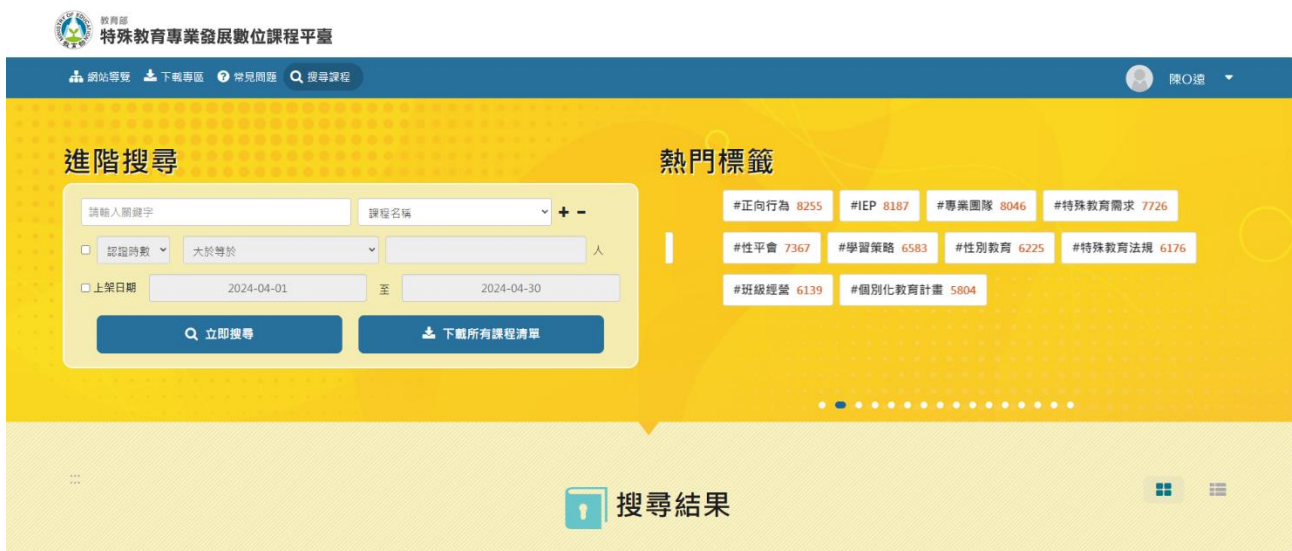 教育部
特殊教育專業發展數位課程平臺
網站導覽 下載專區 常見問題 搜尋課程
陳O遠
進階搜尋
請輸入關鍵字 課程名稱
認證時數 大於等於 人
上架日期 2024-04-01 至 2024-04-30
立即搜尋 下載所有課程清單
熱門標籤
#正向行為 8255 #IEP 8187 #專業團隊 8046 #特殊教育需求 7726
#性平會 7367 #學習策略 6583 #性別教育 6225 #特殊教育法規 6176
#班級經營 6139 #個別化教育計畫 5804
:::
搜尋結果